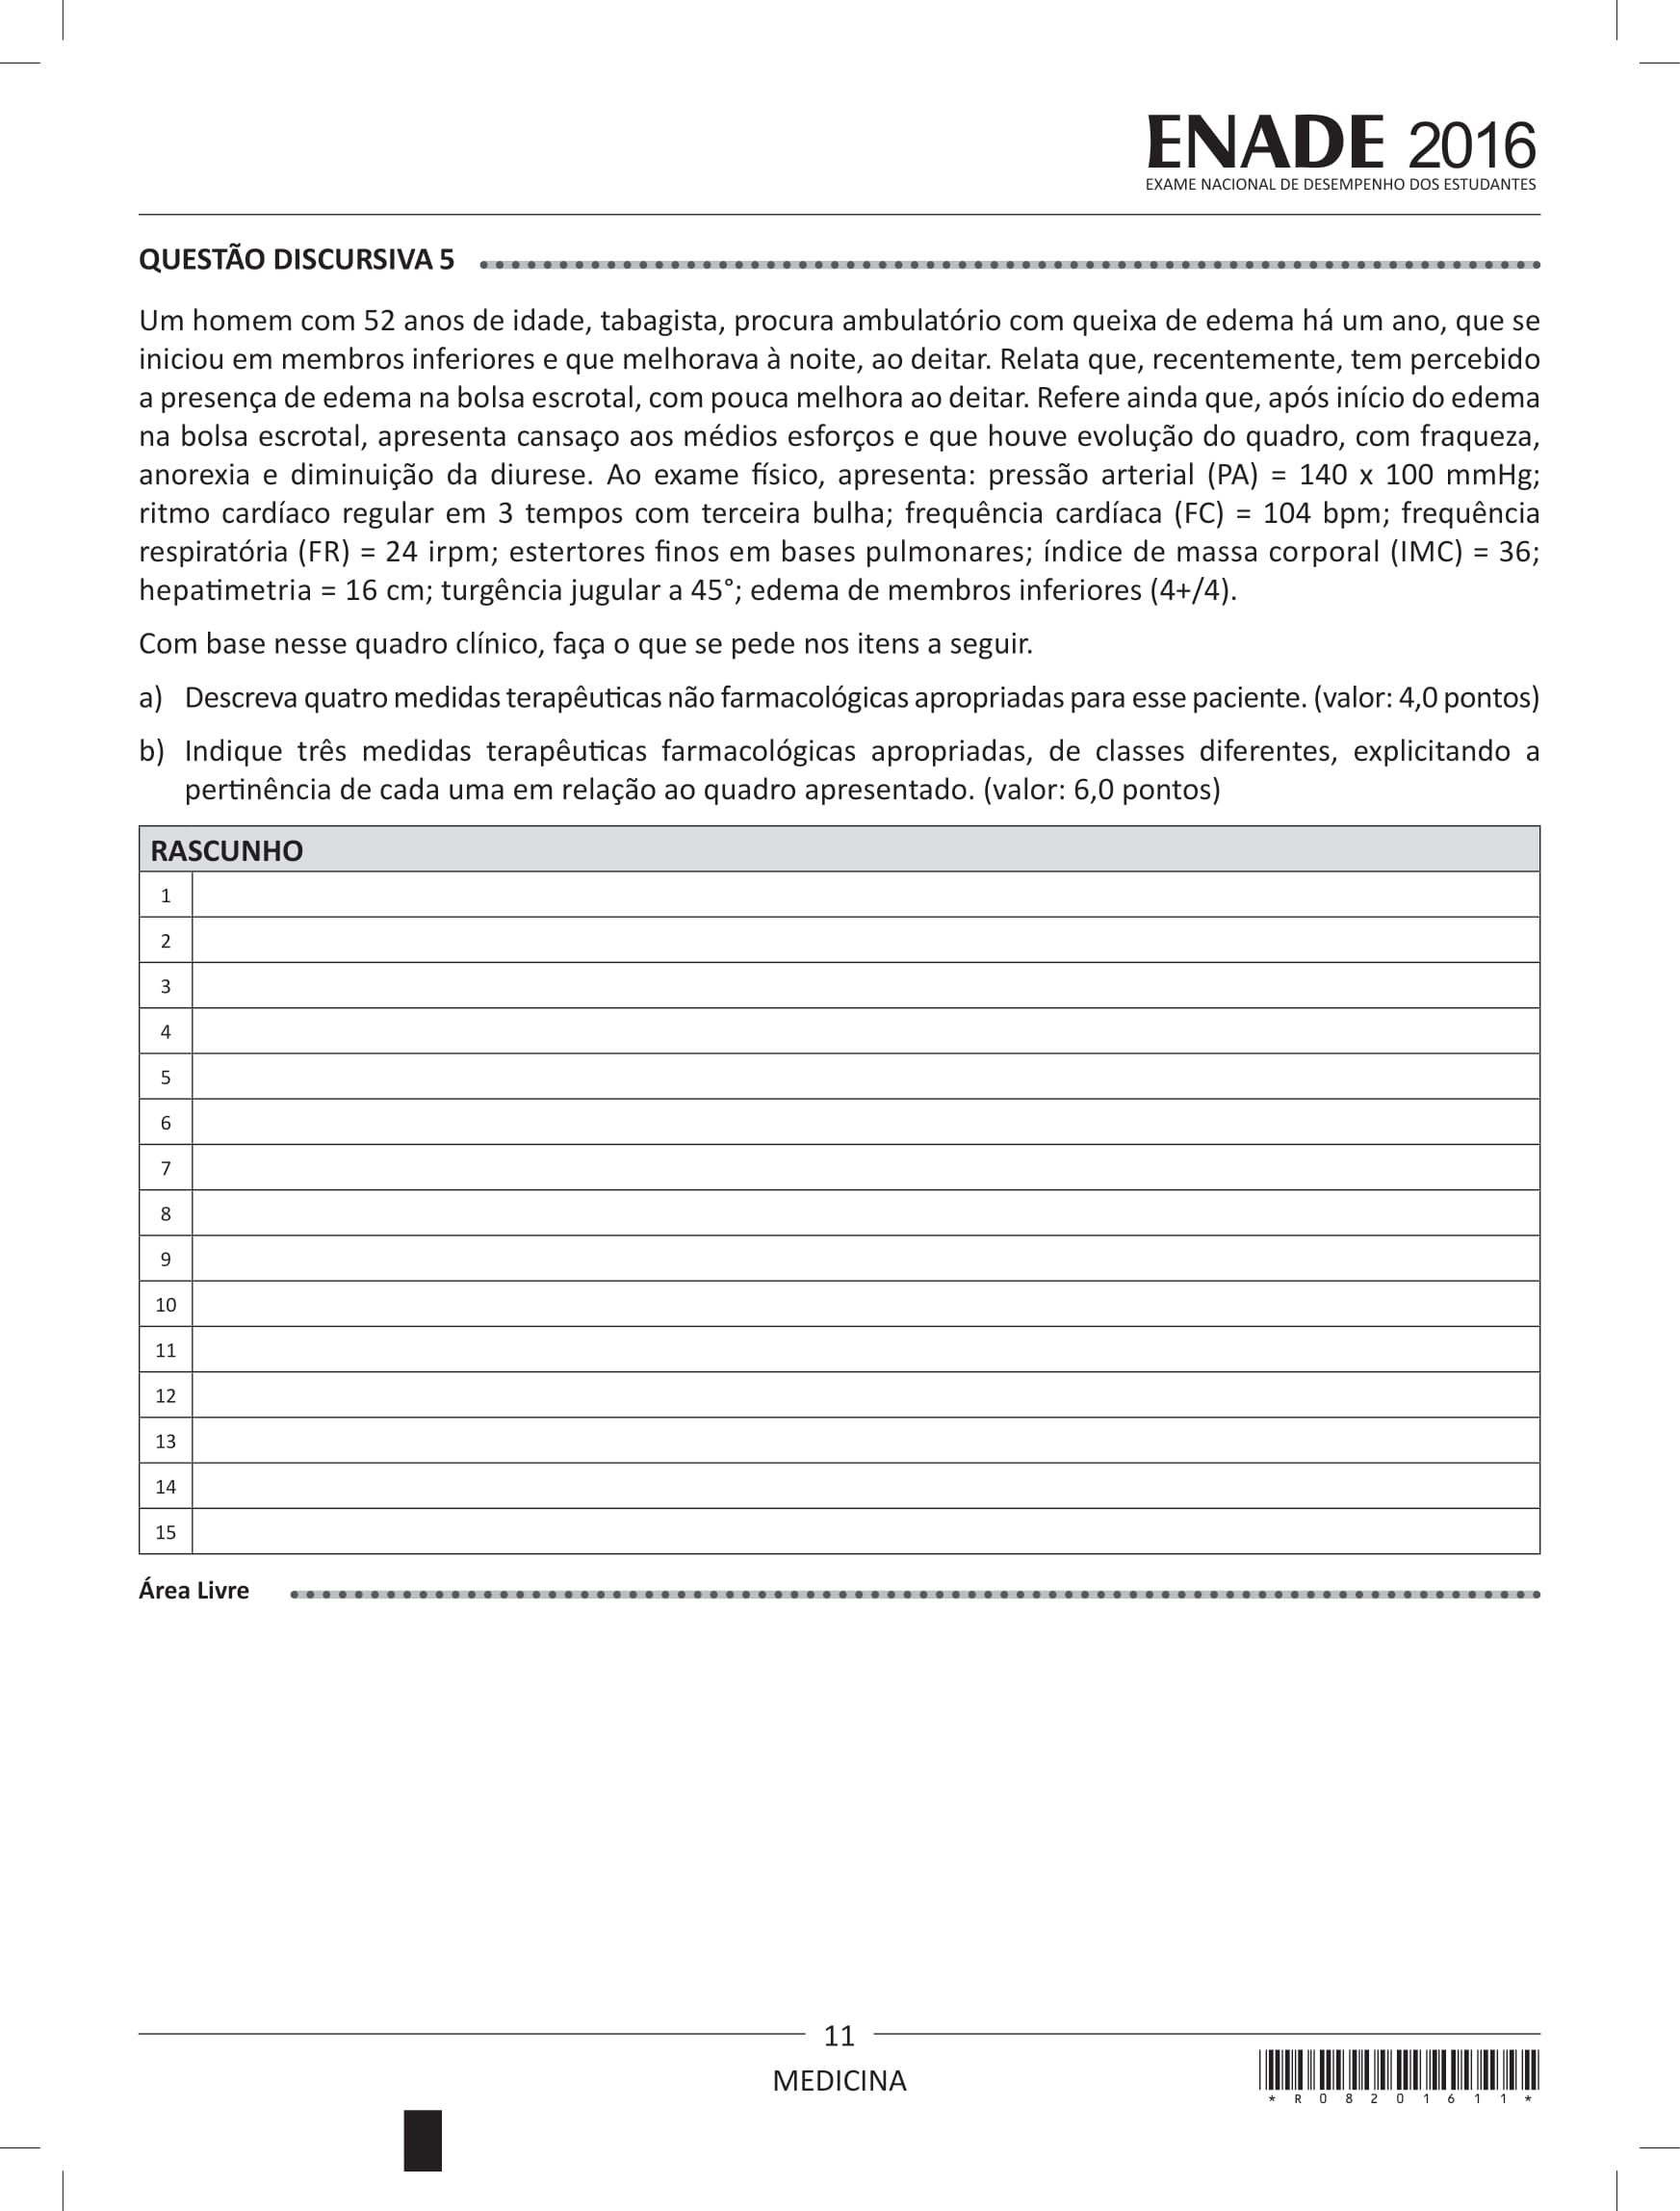 ENADE 2016
EXAME NACIONAL DE DESEMPENHO DOS ESTUDANTES
QUESTÃO DISCURSIVA 5
Um homem com 52 anos de idade, tabagista, procura ambulatório com queixa de edema há um ano, que se
iniciou em membros inferiores e que melhorava à noite, ao deitar. Relata que, recentemente, tem percebido
a presença de edema na bolsa escrotal, com pouca melhora ao deitar. Refere ainda que, após início do edema
na bolsa escrotal, apresenta cansaço aos médios esforços e que houve evolução do quadro, com fraqueza,
anorexia e diminuição da diurese. Ao exame físico, apresenta: pressão arterial (PA) = 140 x 100 mmHg;
ritmo cardíaco regular em 3 tempos com terceira bulha; frequência cardíaca (FC) = 104 bpm; frequência
respiratória (FR) = 24 irpm; estertores finos em bases pulmonares; índice de massa corporal (IMC) = 36;
hepatimetria = 16 cm; turgência jugular a 45°; edema de membros inferiores (4+/4).
Com base nesse quadro clínico, faça o que se pede nos itens a seguir.
a) Descreva quatro medidas terapêuticas não farmacológicas apropriadas para esse paciente. (valor: 4,0 pontos)
b) Indique três medidas terapêuticas farmacológicas apropriadas, de classes diferentes, explicitando a
pertinência de cada uma em relação ao quadro apresentado. (valor: 6,0 pontos)
RASCUNHO
1
2
3
4
5
6
7
8
9
10
11
12
13
14
15
Área Livre
11
MEDICINA
* R 0 8 2 0 1 6 1 1 *